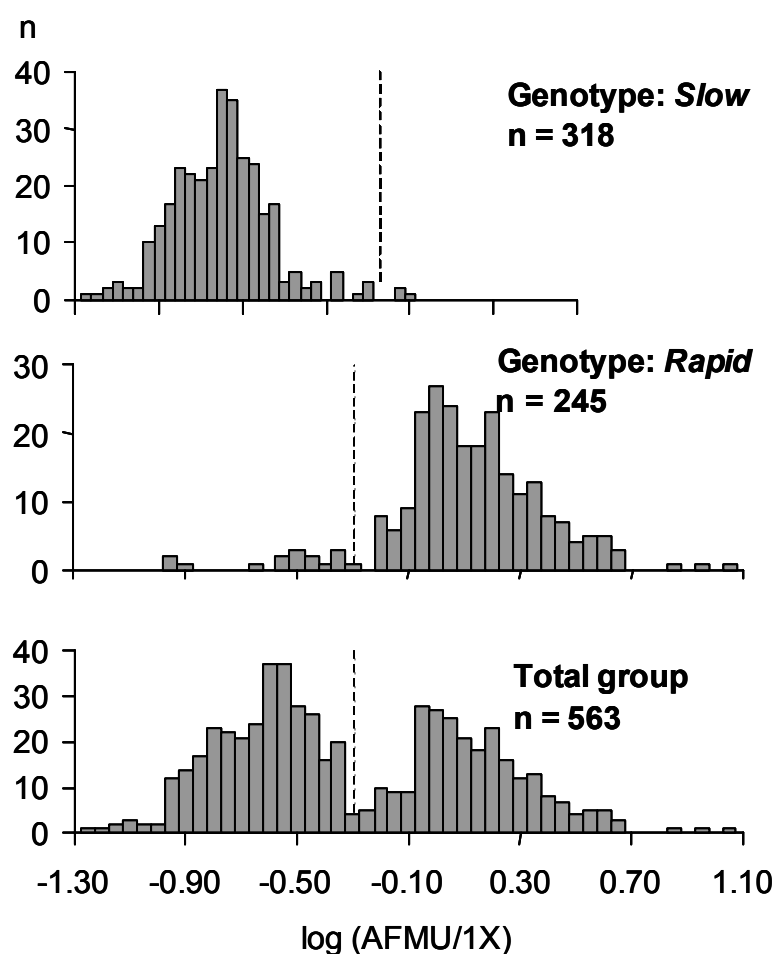 n
40
30
20
10
0
Genotype: Slow
n = 318
30
20
10
0
Genotype: Rapid
n = 245
40
30
20
10
0
Total group
n = 563
-1.30 -0.90 -0.50 -0.10 0.30 0.70 1.10
log (AFMU/1X)